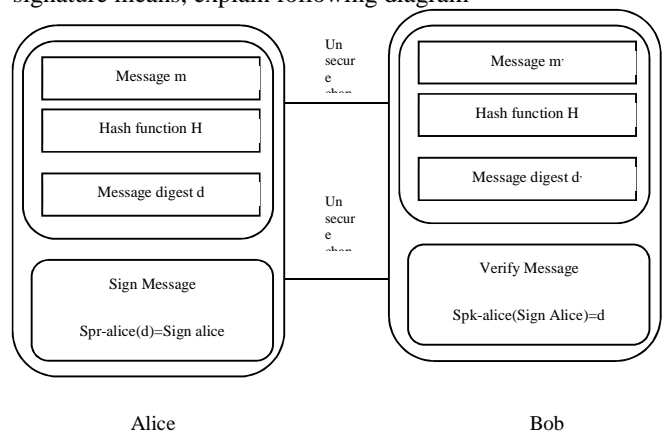 signature means, explain following diagram
Un
secur
e
Message m
Message m'
Hash function H
Hash function H
Message digest d
Message digest d'
Un
secur
e
chan
Sign Message
Verify Message
Spr-alice(d)=Sign alice
Spk-alice(Sign Alice)=d
Alice
Bob